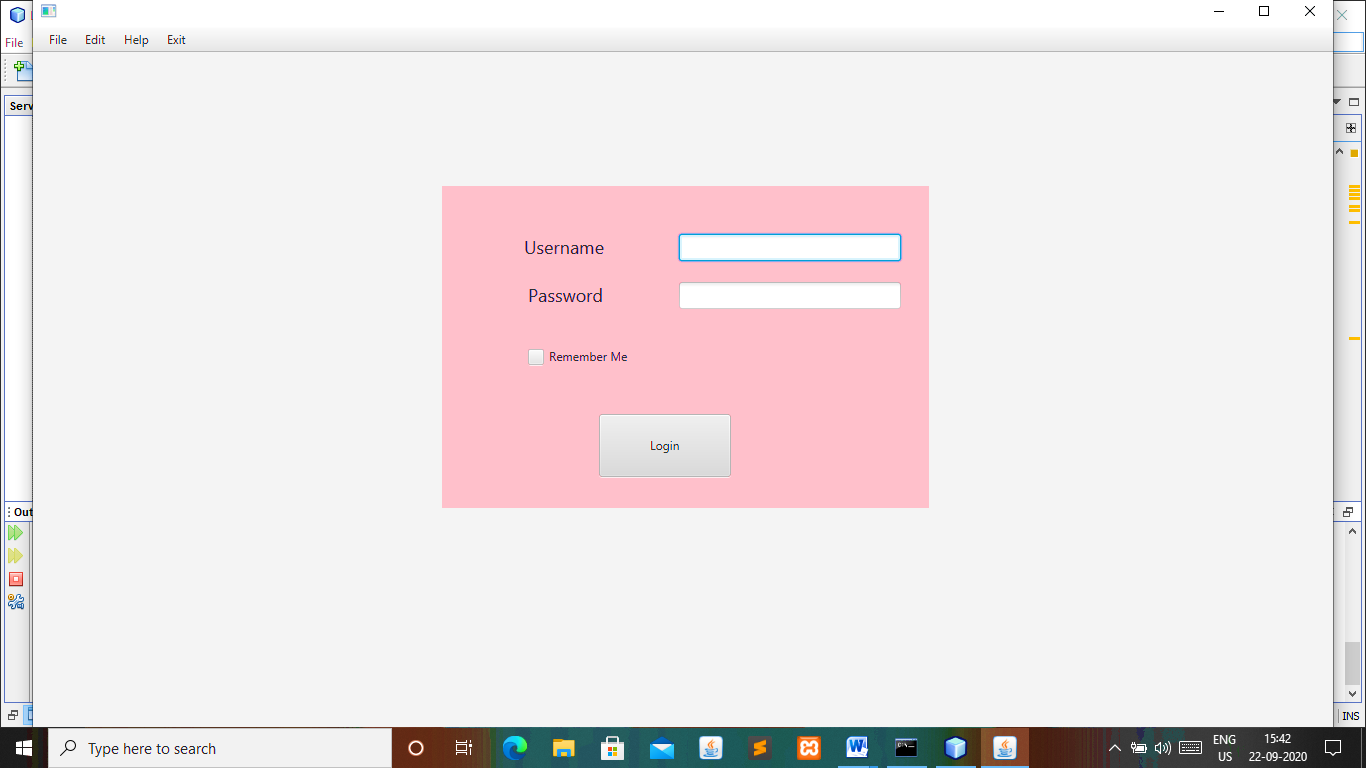 File
File Edit Help Exit
Serv
Username
Password
Remember Me
Login
Out
INS
Type here to search
ENG
US
15:42
22-09-2020